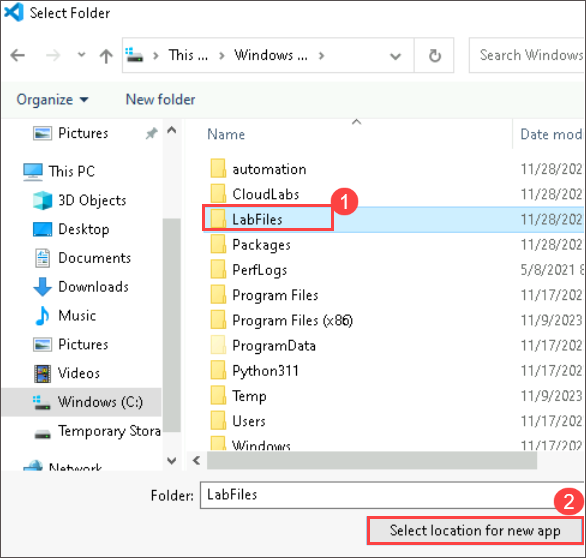 Select Folder
This ... Windows ...
Search Windows
Organize New folder
Name Date mod
Pictures
This PC
3D Objects
Desktop
Documents
Downloads
Music
Pictures
Videos
Windows (C:)
Temporary Stora
Network
automation 11/28/202
CloudLabs 11/28/202
LabFiles 11/28/202
1
Packages 11/28/202
PerfLogs 5/8/2021 8
Program Files 11/17/202
Program Files (x86) 11/9/2023
ProgramData 11/17/202
Python311 11/17/202
Temp 11/9/2023
Users 11/17/202
Windows 11/17/202
Folder: LabFiles
2
Select location for new app